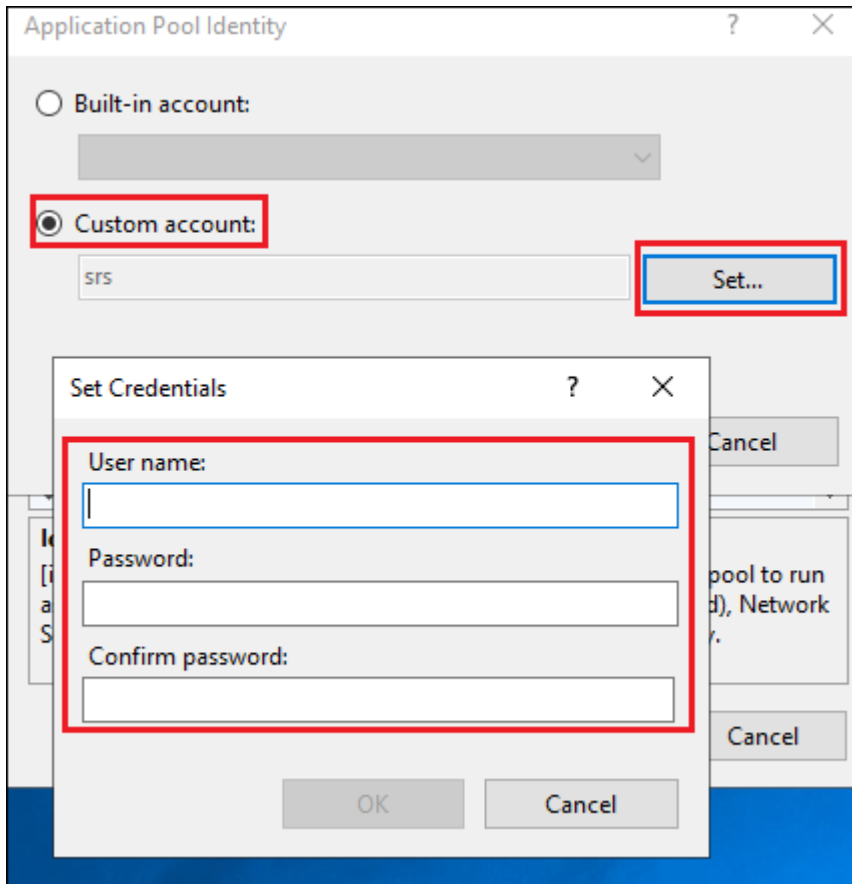 Application Pool Identity
Built-in account:
Custom account:
srs
Set...
Set Credentials
Cancel
User name:
Password:
pool to run
d), Network
Confirm password:
Cancel
OK
Cancel